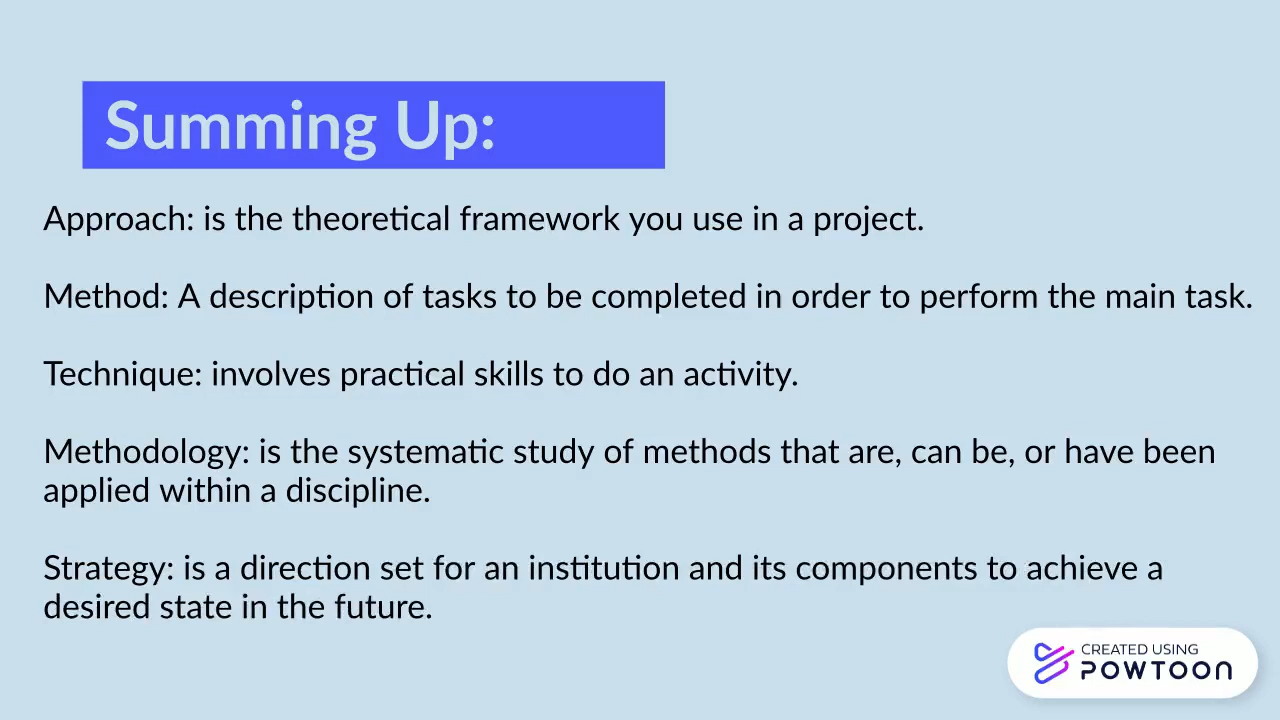 Summing Up:
Approach: is the theoretical framework you use in a project.
Method: A description of tasks to be completed in order to perform the main task.
Technique: involves practical skills to do an activity.
Methodology: is the systematic study of methods that are, can be, or have been
applied within a discipline.
Strategy: is a direction set for an institution and its components to achieve a
desired state in the future.
CREATED USING
POWTOON